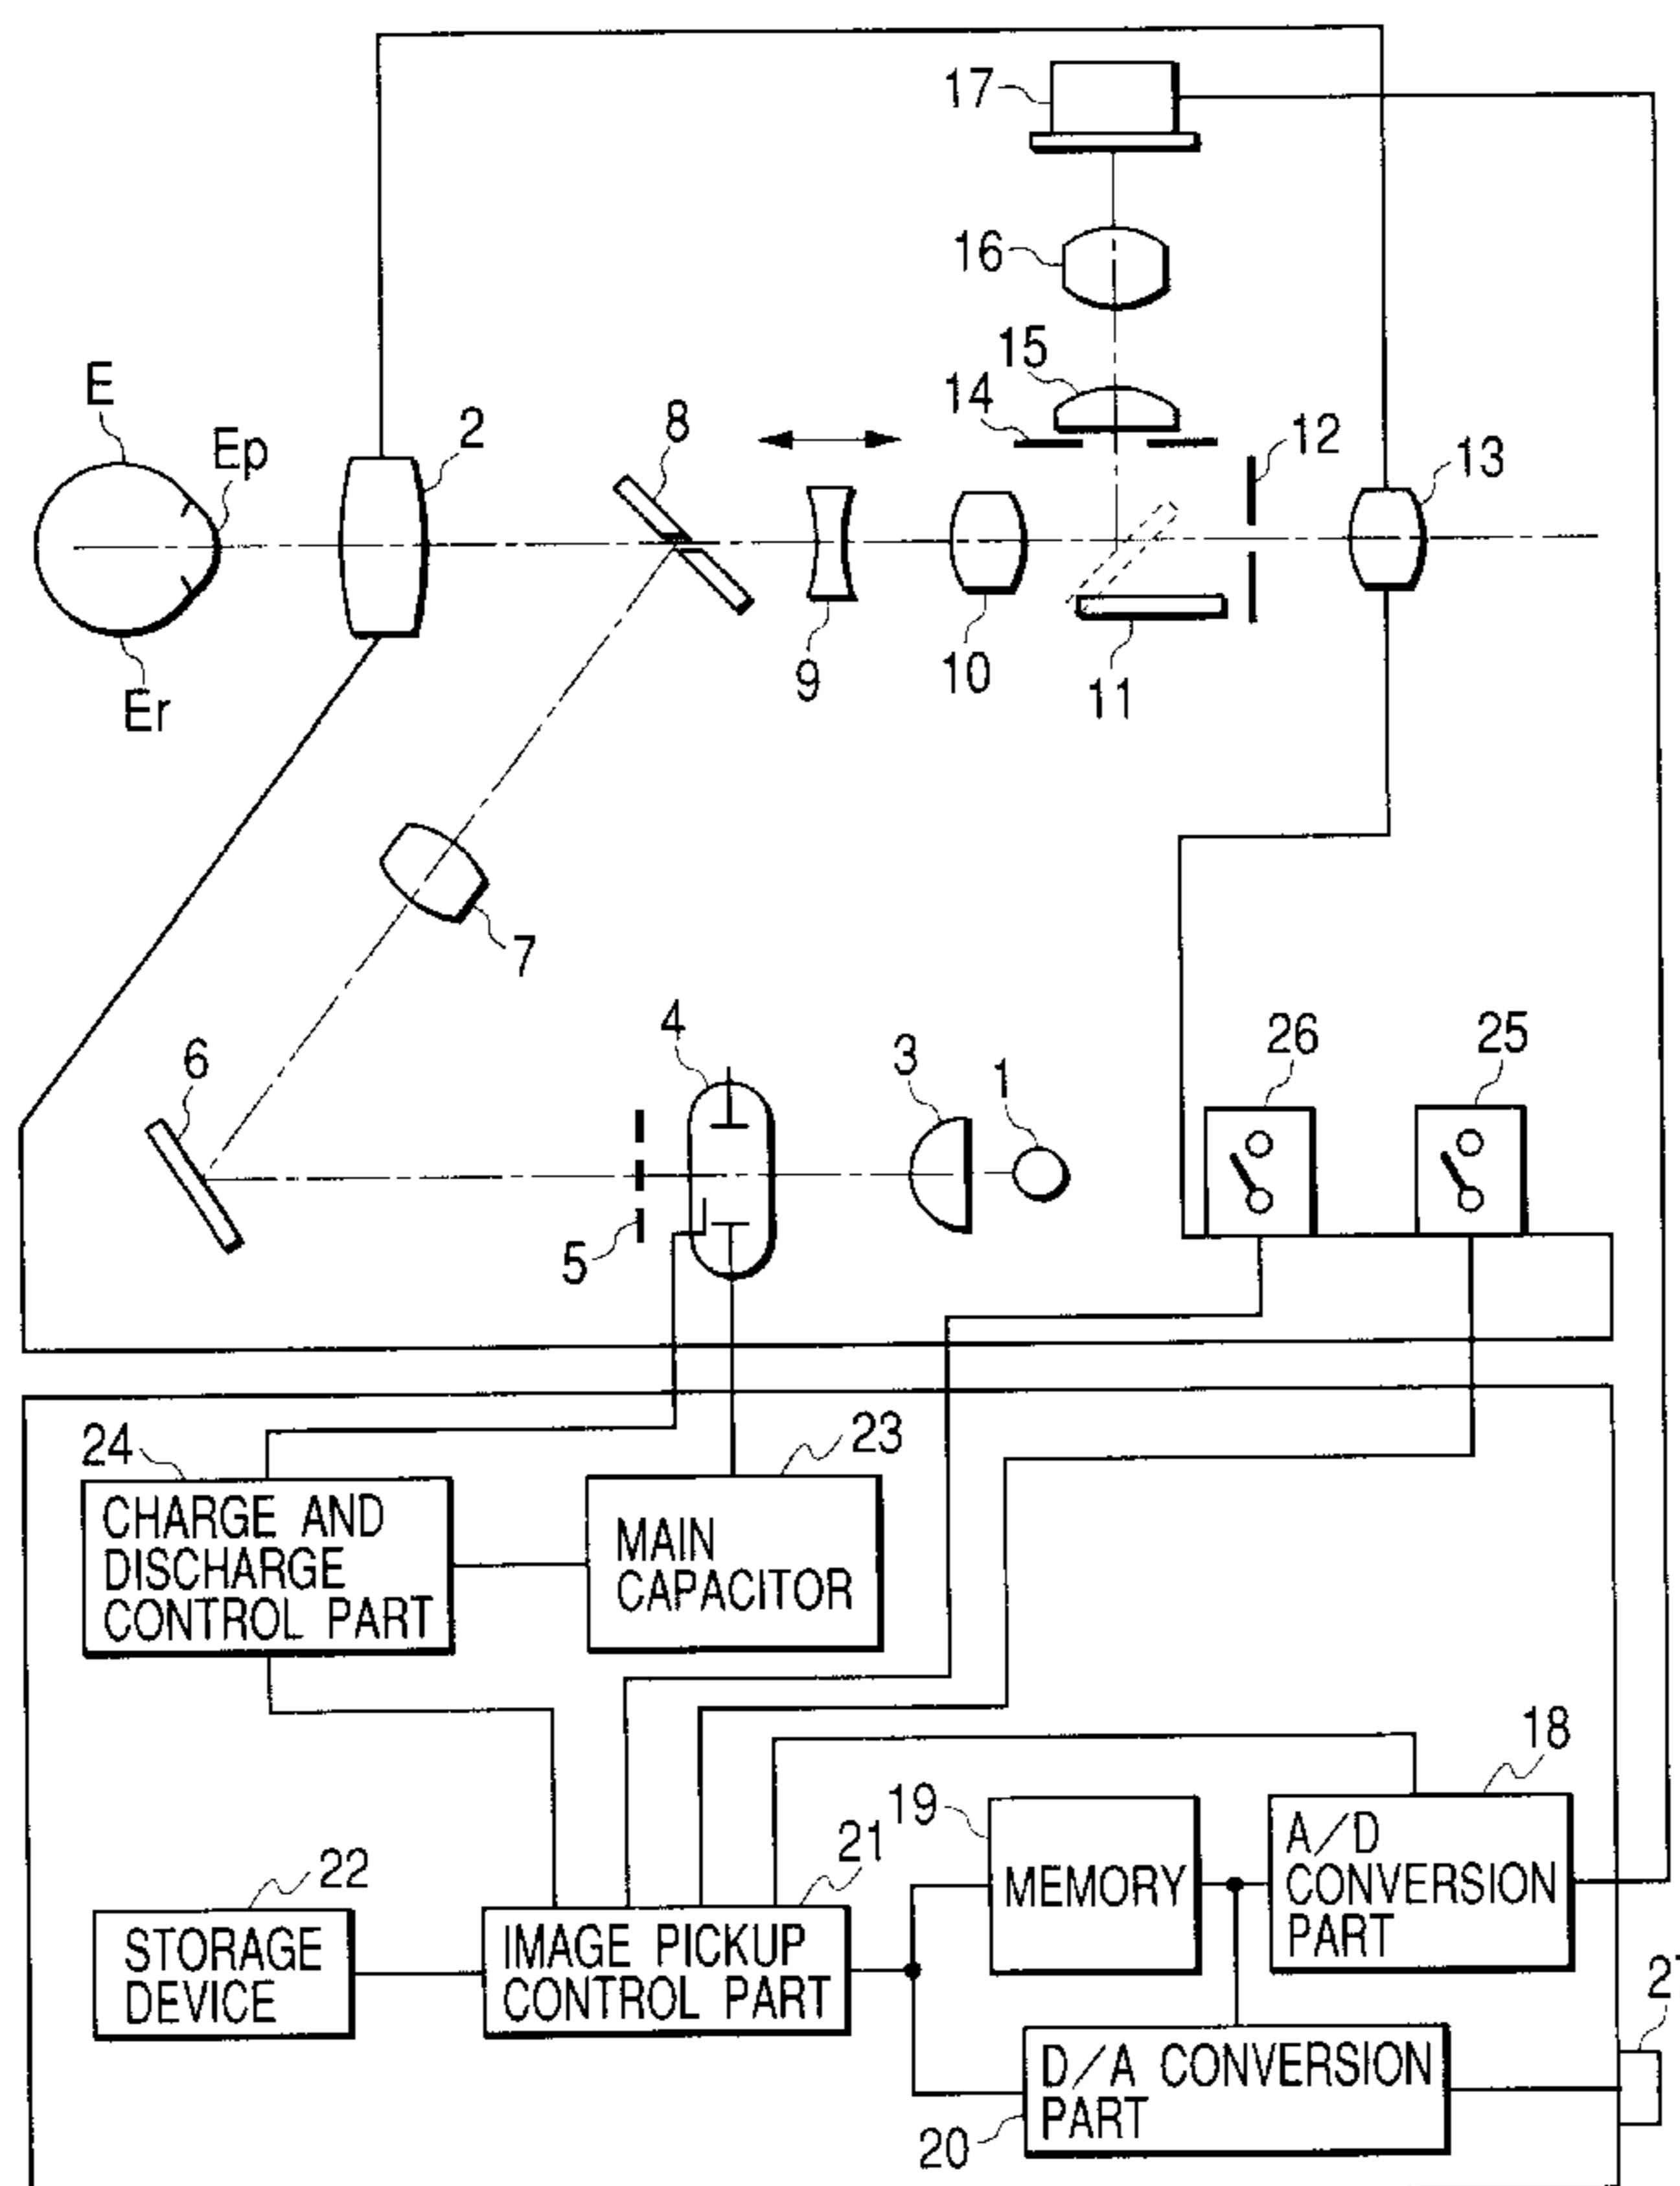 17
16
15
14
E
Ep
2
8
12
13
Er
9
10
11
7
6
4
3
1
26
25
5
24
23
CHARGE AND
DISCHARGE
CONTROL PART
MAIN
CAPACITOR
18
19
21
22
A/D
CONVERSION
PART
MEMORY
STORAGE
DEVICE
IMAGE PICKUP
CONTROL PART
D/A CONVERSION
PART
20